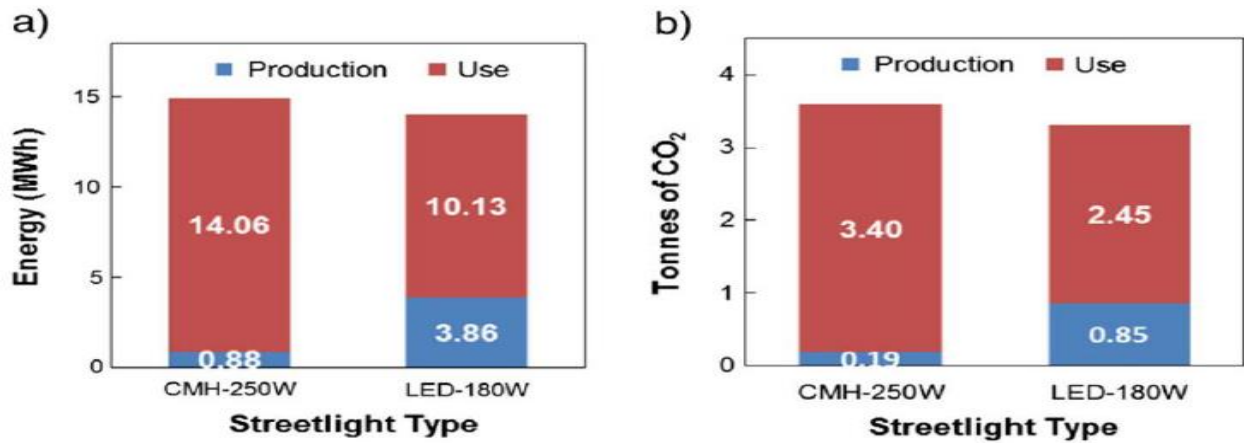 a)
Production Use
Energy (MWh)
15
10
5
0
14.06
10.13
0.88
3.86
CMH-250W LED-180W
Streetlight Type
b)
Production Use
Tonnes of CO₂
4
3
2
1
0
3.40
2.45
0.19
0.85
CMH-250W LED-180W
Streetlight Type